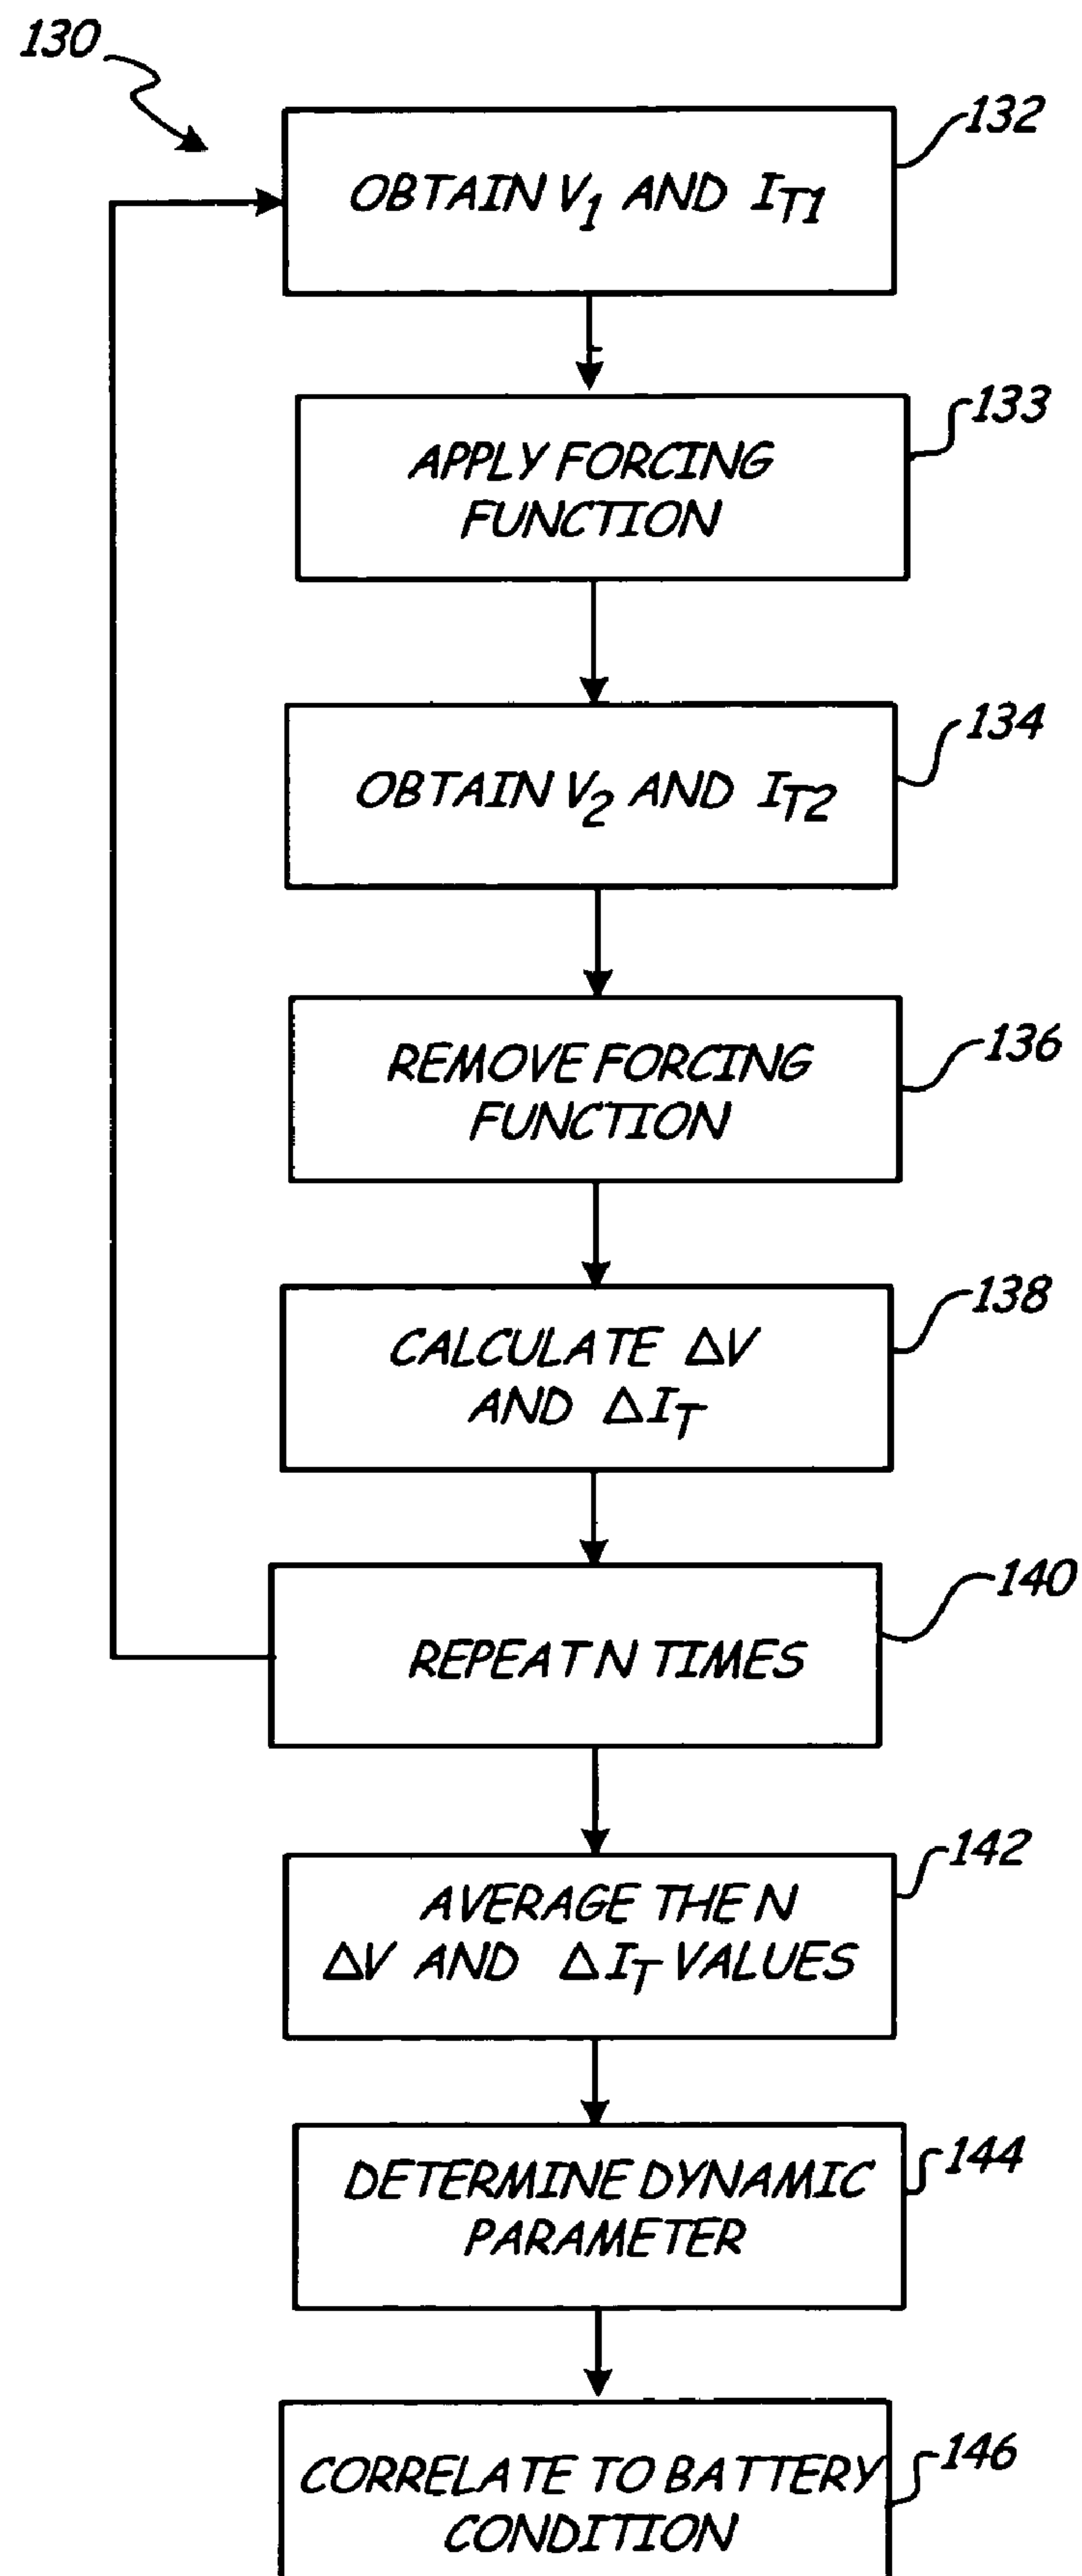 130
132
OBTAIN V1 AND IT1
133
APPLY FORCING
FUNCTION
134
OBTAIN V2 AND IT2
136
REMOVE FORCING
FUNCTION
138
CALCULATE ΔV
AND ΔIT
140
REPEAT N TIMES
142
AVERAGE THE N
ΔV AND ΔIT VALUES
144
DETERMINE DYNAMIC
PARAMETER
146
CORRELATE TO BATTERY
CONDITION